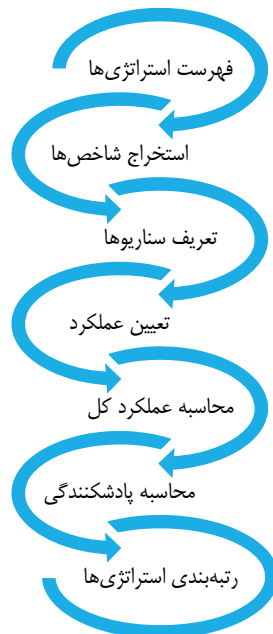 فهرست استراتژی‌ها
استخراج شاخص‌ها
تعریف سناریوها
تعیین عملکرد
محاسبه عملکرد کل
محاسبه پادشکنندگی
رتبه‌بندی استراتژی‌ها